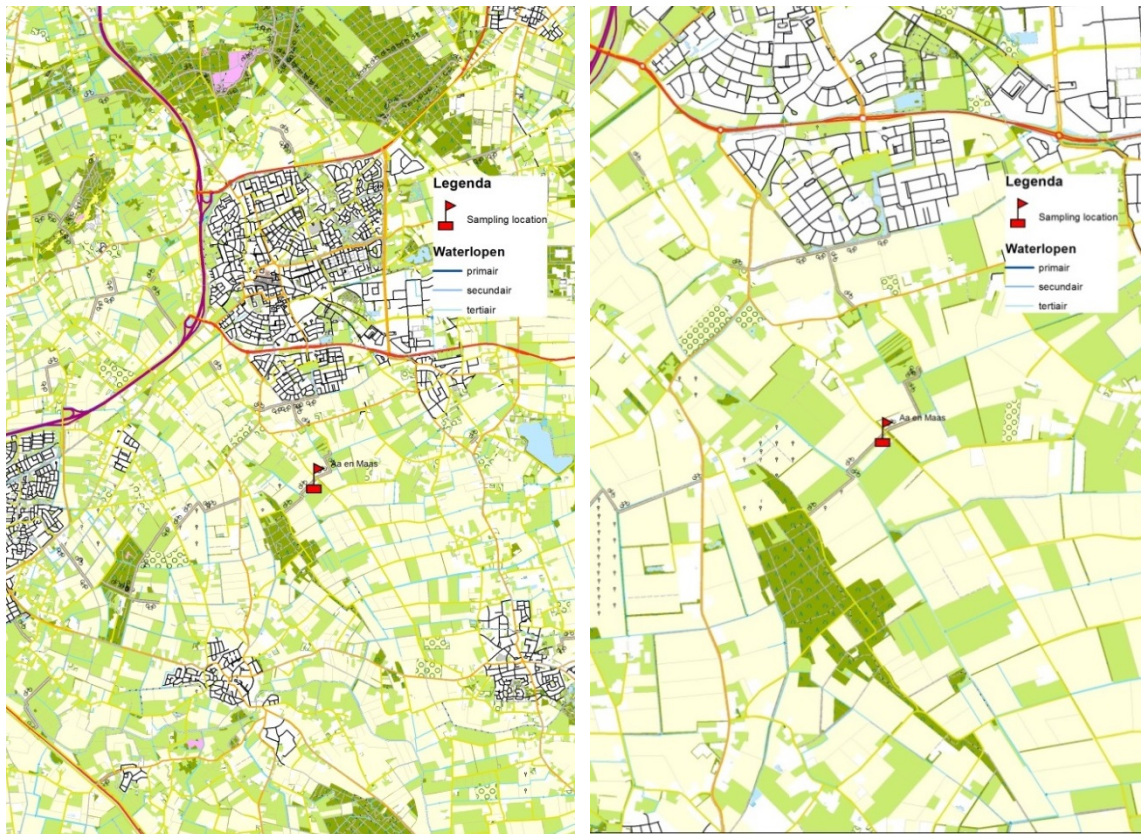 Legenda
Sampling location
Waterlopen
primair
secundair
tertiair
Aa en Maas
Legenda
Sampling location
Waterlopen
primair
secundair
tertiair
Aa en Maas